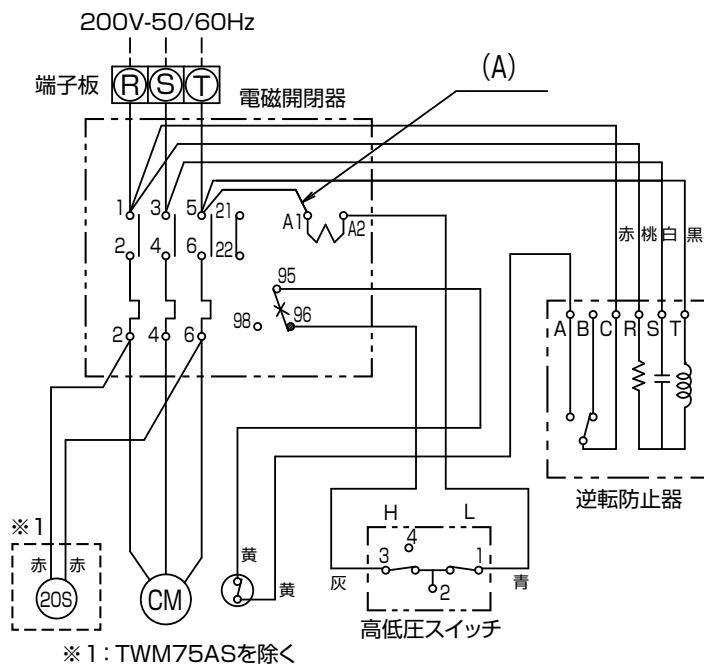 200V-50/60Hz
端子板 R S T
電磁開閉器
(A)
1 3 5 21
A1 A2
2 4 6 22
赤 桃 白 黒
95
98 96
2 4 6
A B C R S T
逆転防止器
※1
赤 赤
20S
CM
黄
黄
H L
4
3 1
2
灰 青
高低圧スイッチ
※1：TWM75ASを除く